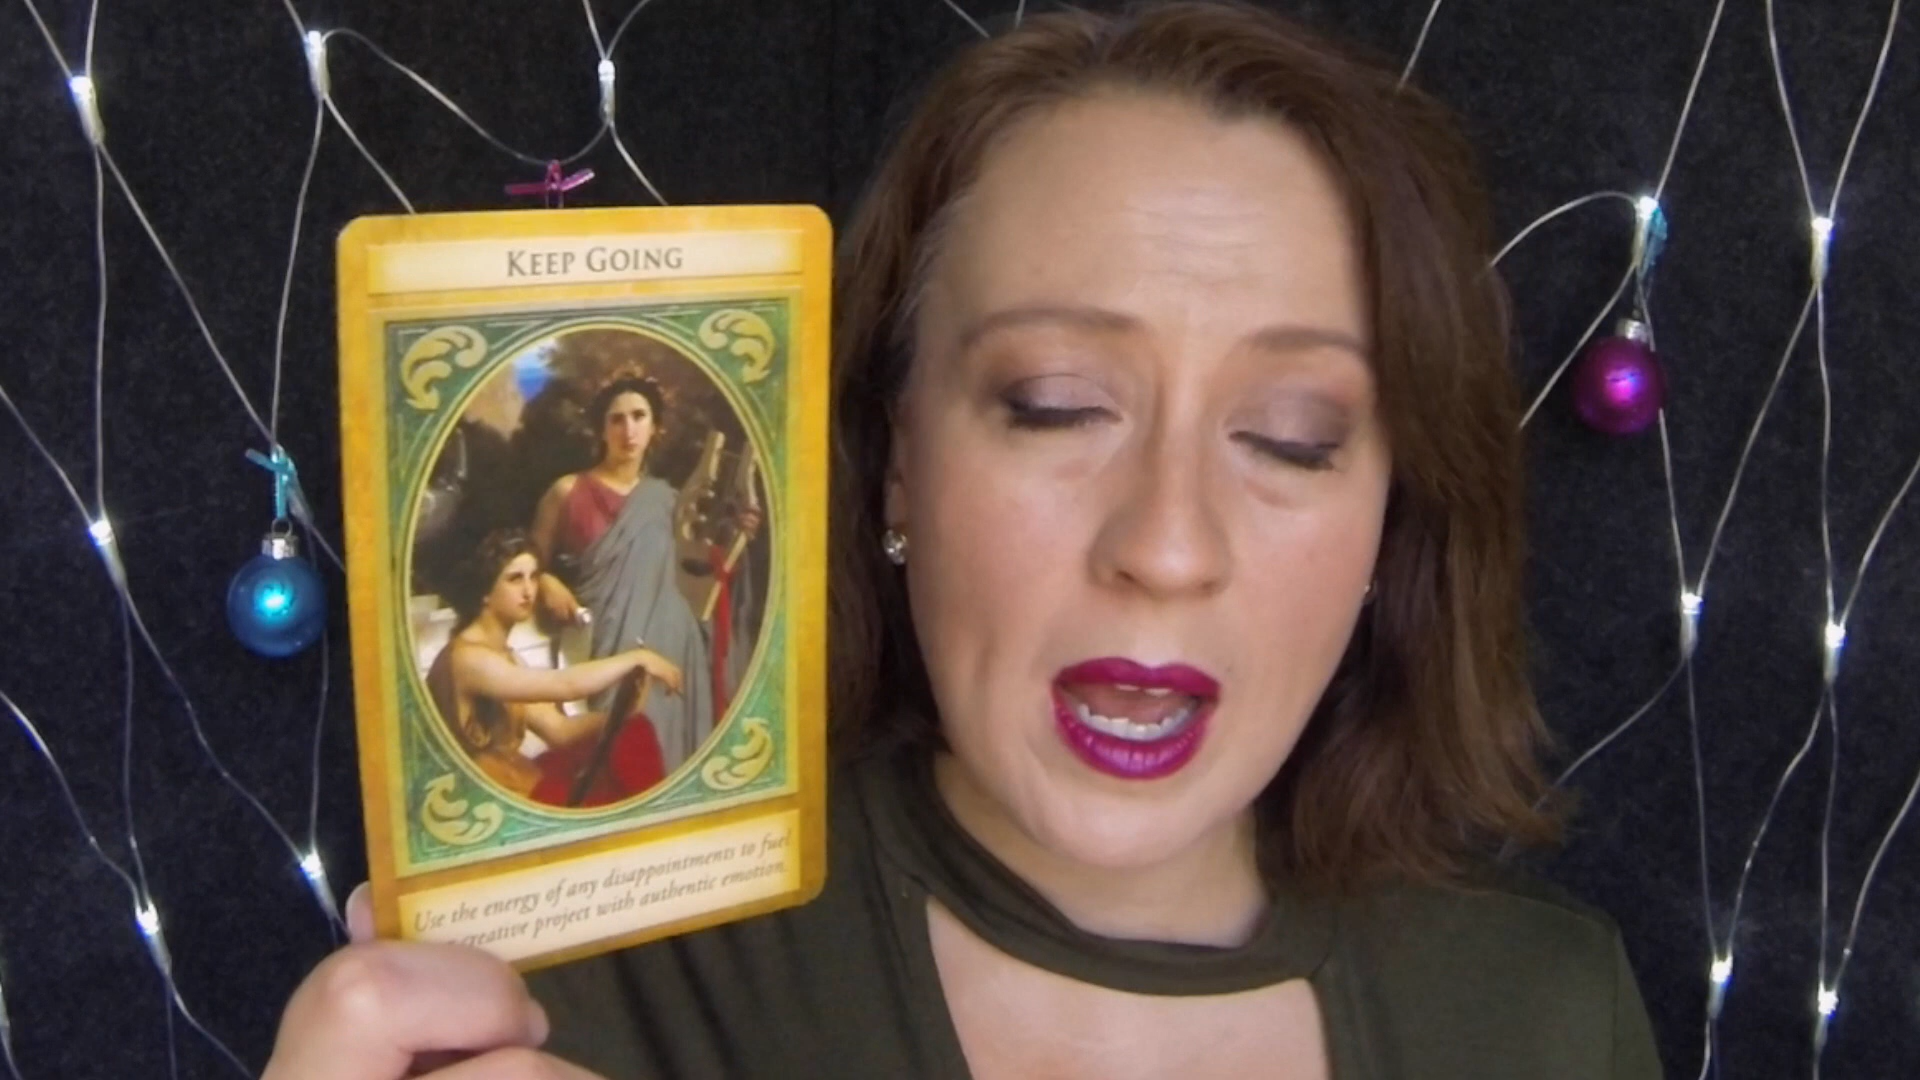 KEEP GOING
Use the energy of any disappointments to fuel
creative project with authentic emotion.